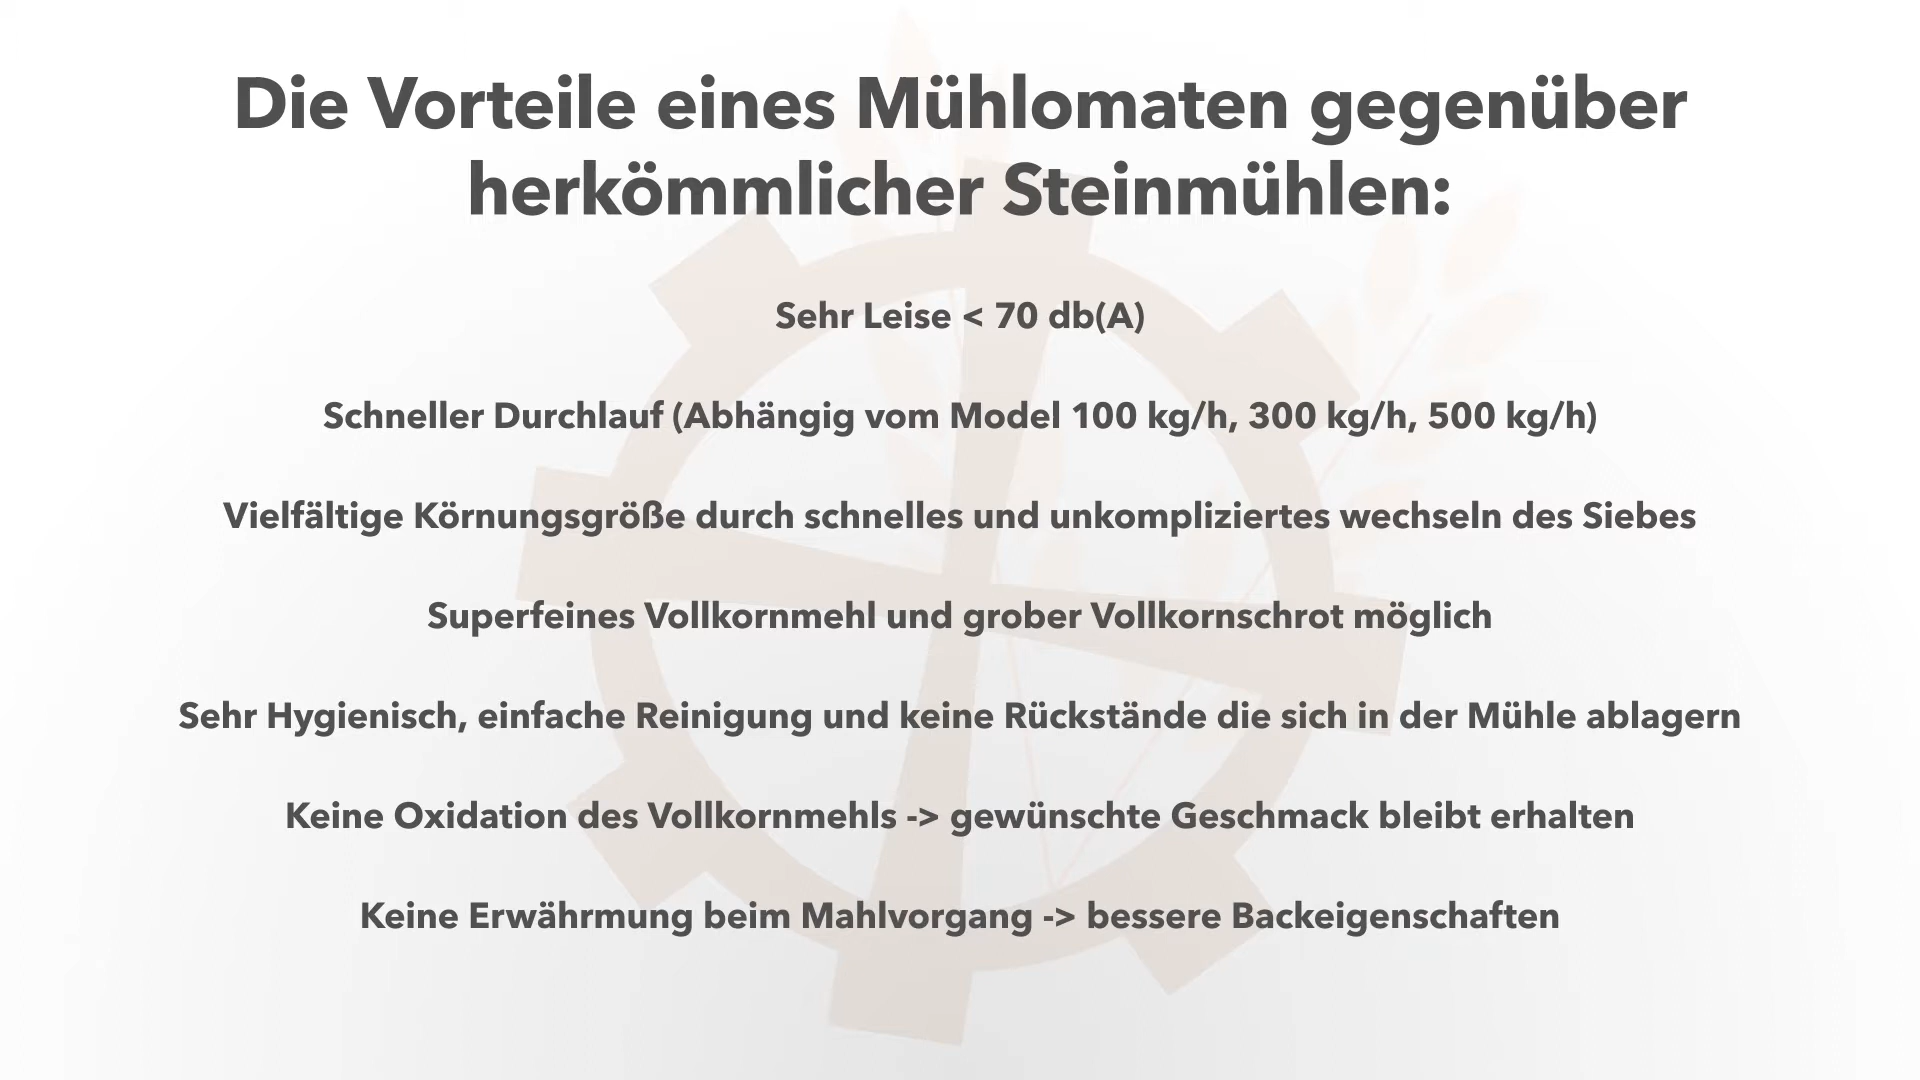 Die Vorteile eines Mühlomaten gegenüber
herkömmlicher Steinmühlen:
Sehr Leise < 70 db(A)
Schneller Durchlauf (Abhängig vom Model 100 kg/h, 300 kg/h, 500 kg/h)
Vielfältige Körnungsgröße durch schnelles und unkompliziertes wechseln des Siebes
Superfeines Vollkornmehl und grober Vollkornschrot möglich
Sehr Hygienisch, einfache Reinigung und keine Rückstände die sich in der Mühle ablagern
Keine Oxidation des Vollkornmehls -> gewünschte Geschmack bleibt erhalten
Keine Erwährmung beim Mahlvorgang -> bessere Backeigenschaften